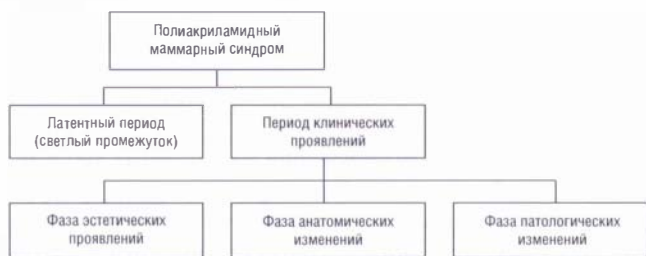 Полиакриламидный
маммарный синдром
Латентный период
(светлый промежуток)
Период клинических
проявлений
Фаза эстетических
проявлений
Фаза анатомических
изменений
Фаза патологических
изменений